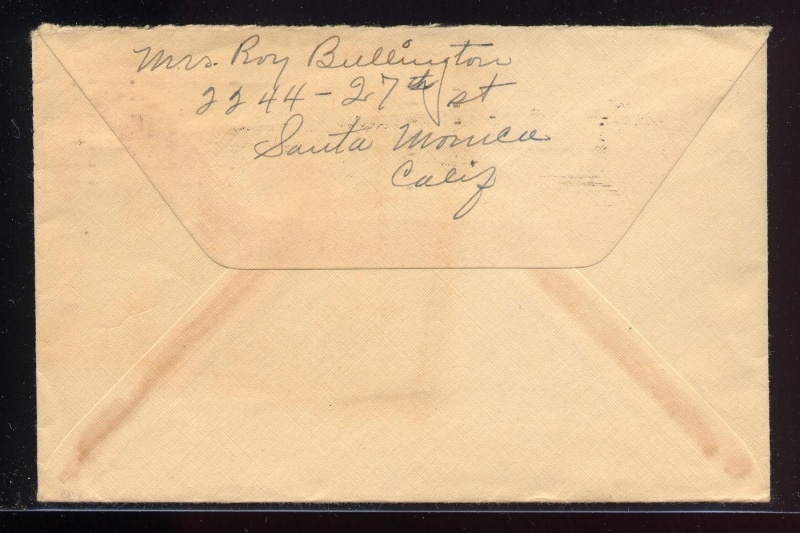 Mrs. Roy Bullington
2244-27th st
Santa Monica
Calif